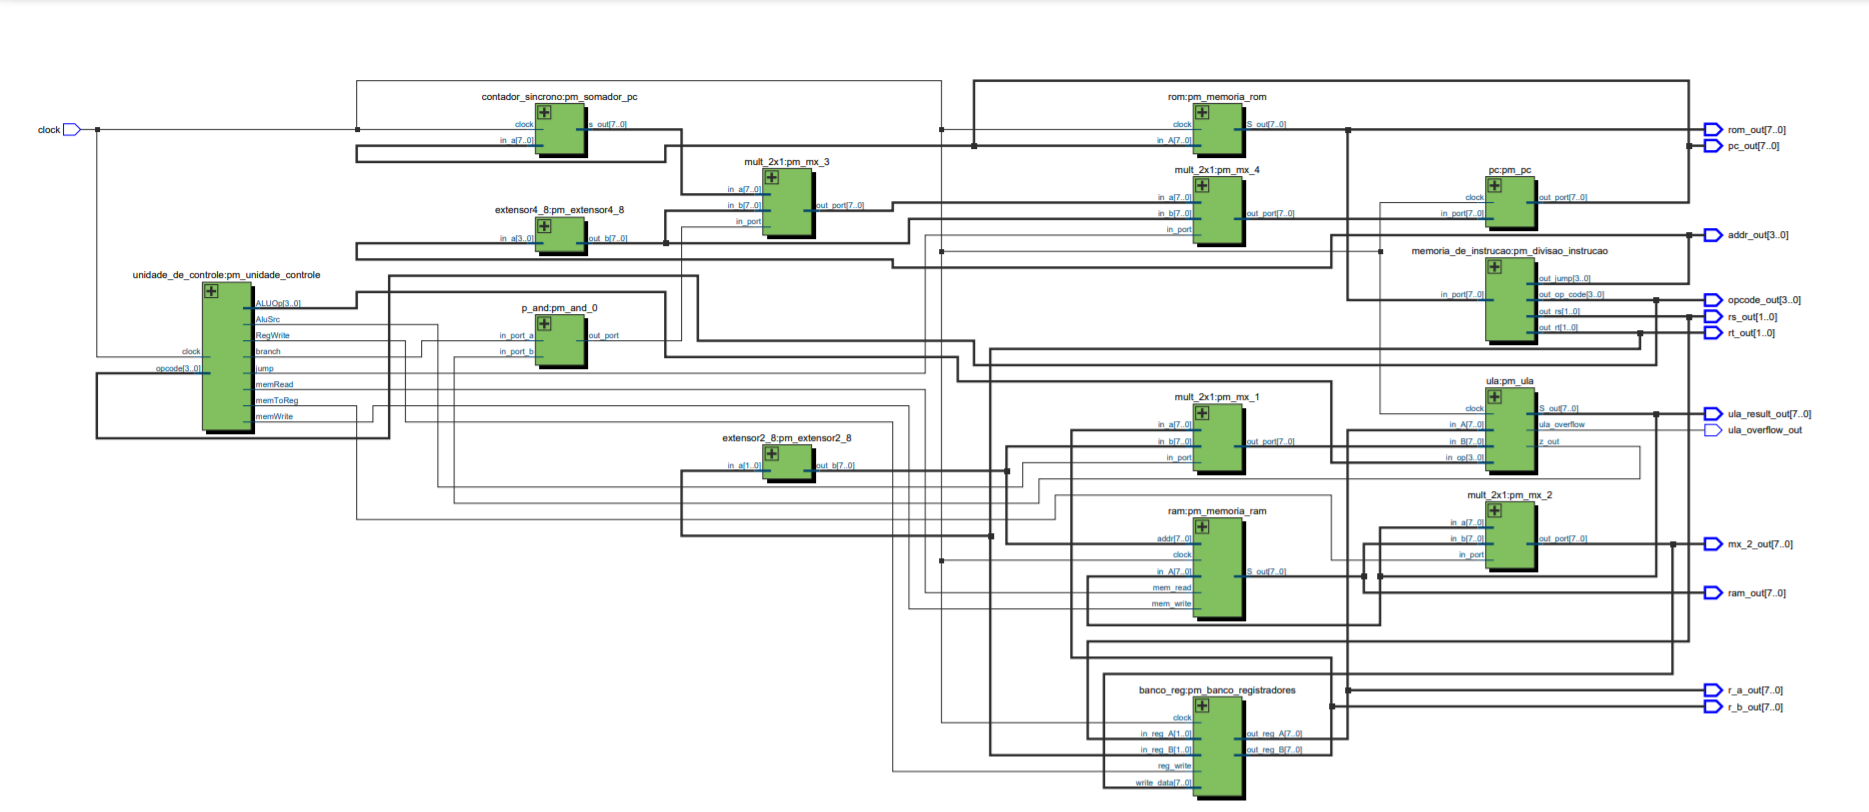 clock
contador_sincrono:pm_somador_pc
clock
in_a[7..0]
s_out[7..0]
extensor4_8:pm_extensor4_8
in_a[3..0]
out_b[7..0]
mult_2x1:pm_mx_3
in_a[7..0]
in_b[7..0]
in_port
out_port[7..0]
unidade_de_controle:pm_unidade_controle
clock
opcode[3..0]
ALUOp[3..0]
AluSrc
RegWrite
branch
jump
memRead
memToReg
memWrite
p_and:pm_and_0
in_port_a
in_port_b
out_port
extensor2_8:pm_extensor2_8
in_a[1..0]
out_b[7..0]
rom:pm_memoria_rom
clock
in_A[7..0]
S_out[7..0]
mult_2x1:pm_mx_4
in_a[7..0]
in_b[7..0]
in_port
out_port[7..0]
pc:pm_pc
clock
in_port[7..0]
out_port[7..0]
memoria_de_instrucao:pm_divisao_instrucao
in_port[7..0]
out_jump[3..0]
out_op_code[3..0]
out_rs[1..0]
out_rt[1..0]
mult_2x1:pm_mx_1
in_a[7..0]
in_b[7..0]
in_port
out_port[7..0]
ula:pm_ula
clock
in_A[7..0]
in_B[7..0]
in_op[3..0]
S_out[7..0]
ula_overflow
z_out
mult_2x1:pm_mx_2
in_a[7..0]
in_b[7..0]
in_port
out_port[7..0]
ram:pm_memoria_ram
addr[7..0]
clock
in_A[7..0]
mem_read
mem_write
S_out[7..0]
banco_reg:pm_banco_registradores
clock
in_reg_A[1..0]
in_reg_B[1..0]
reg_write
write_data[7..0]
out_reg_A[7..0]
out_reg_B[7..0]
rom_out[7..0]
pc_out[7..0]
addr_out[3..0]
opcode_out[3..0]
rs_out[1..0]
rt_out[1..0]
ula_result_out[7..0]
ula_overflow_out
mx_2_out[7..0]
ram_out[7..0]
r_a_out[7..0]
r_b_out[7..0]